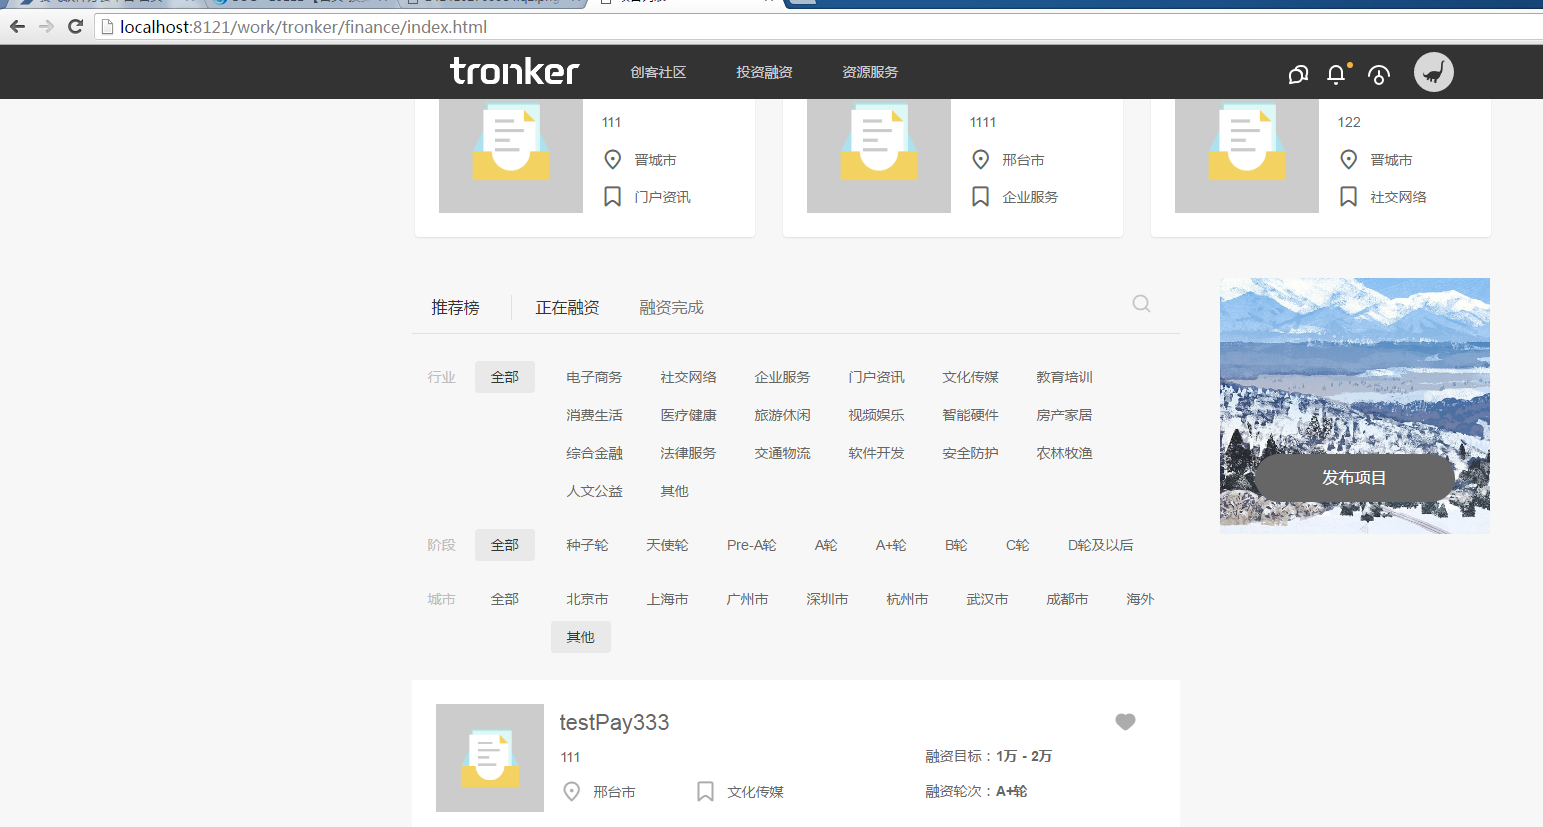 localhost:8121/work/tronker/finance/index.html
tronker 创客社区 投资融资 资源服务
111 1111 122
晋城市 邢台市 晋城市
门户资讯 企业服务 社交网络
推荐榜 正在融资 融资完成
行业 全部 电子商务 社交网络 企业服务 门户资讯 文化传媒 教育培训
消费生活 医疗健康 旅游休闲 视频娱乐 智能硬件 房产家居
综合金融 法律服务 交通物流 软件开发 安全防护 农林牧渔
发布项目
人文公益 其他
阶段 全部 种子轮 天使轮 Pre-A轮 A轮 A+轮 B轮 C轮 D轮及以后
城市 全部 北京市 上海市 广州市 深圳市 杭州市 武汉市 成都市 海外
其他
testPay333
111 融资目标：1万 - 2万
邢台市 文化传媒 融资轮次：A+轮